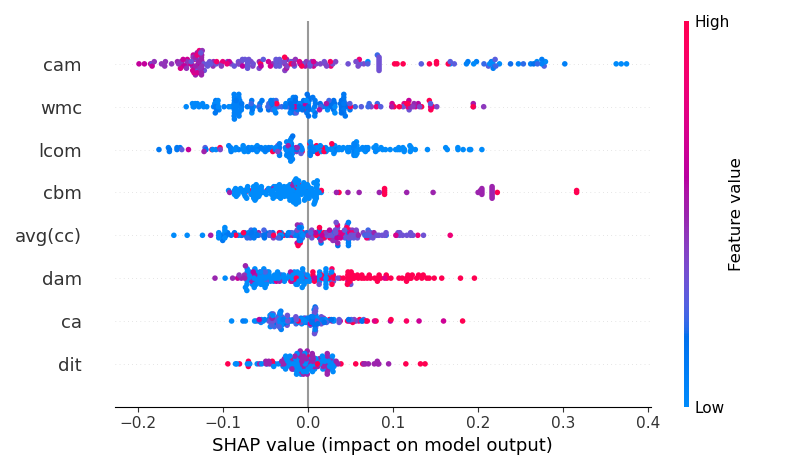 High
cam
wmc
lcom
cbm
avg(cc)
dam
ca
dit
Feature value
Low
−0.2 −0.1 0.0 0.1 0.2 0.3 0.4
SHAP value (impact on model output)